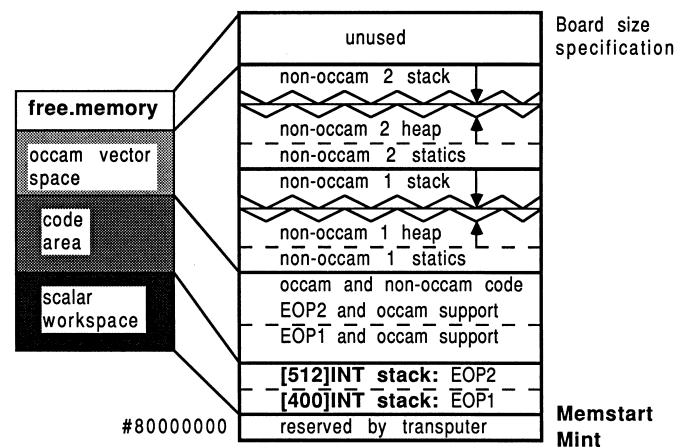 free.memory
occam vector
space
code
area
scalar
workspace
unused
non-occam 2 stack
non-occam 2 heap
non-occam 2 statics
non-occam 1 stack
non-occam 1 heap
non-occam 1 statics
occam and non-occam code
EOP2 and occam support
EOP1 and occam support
[512]INT stack: EOP2
[400]INT stack: EOP1
reserved by transputer
#80000000
Board size
specification
Memstart
Mint